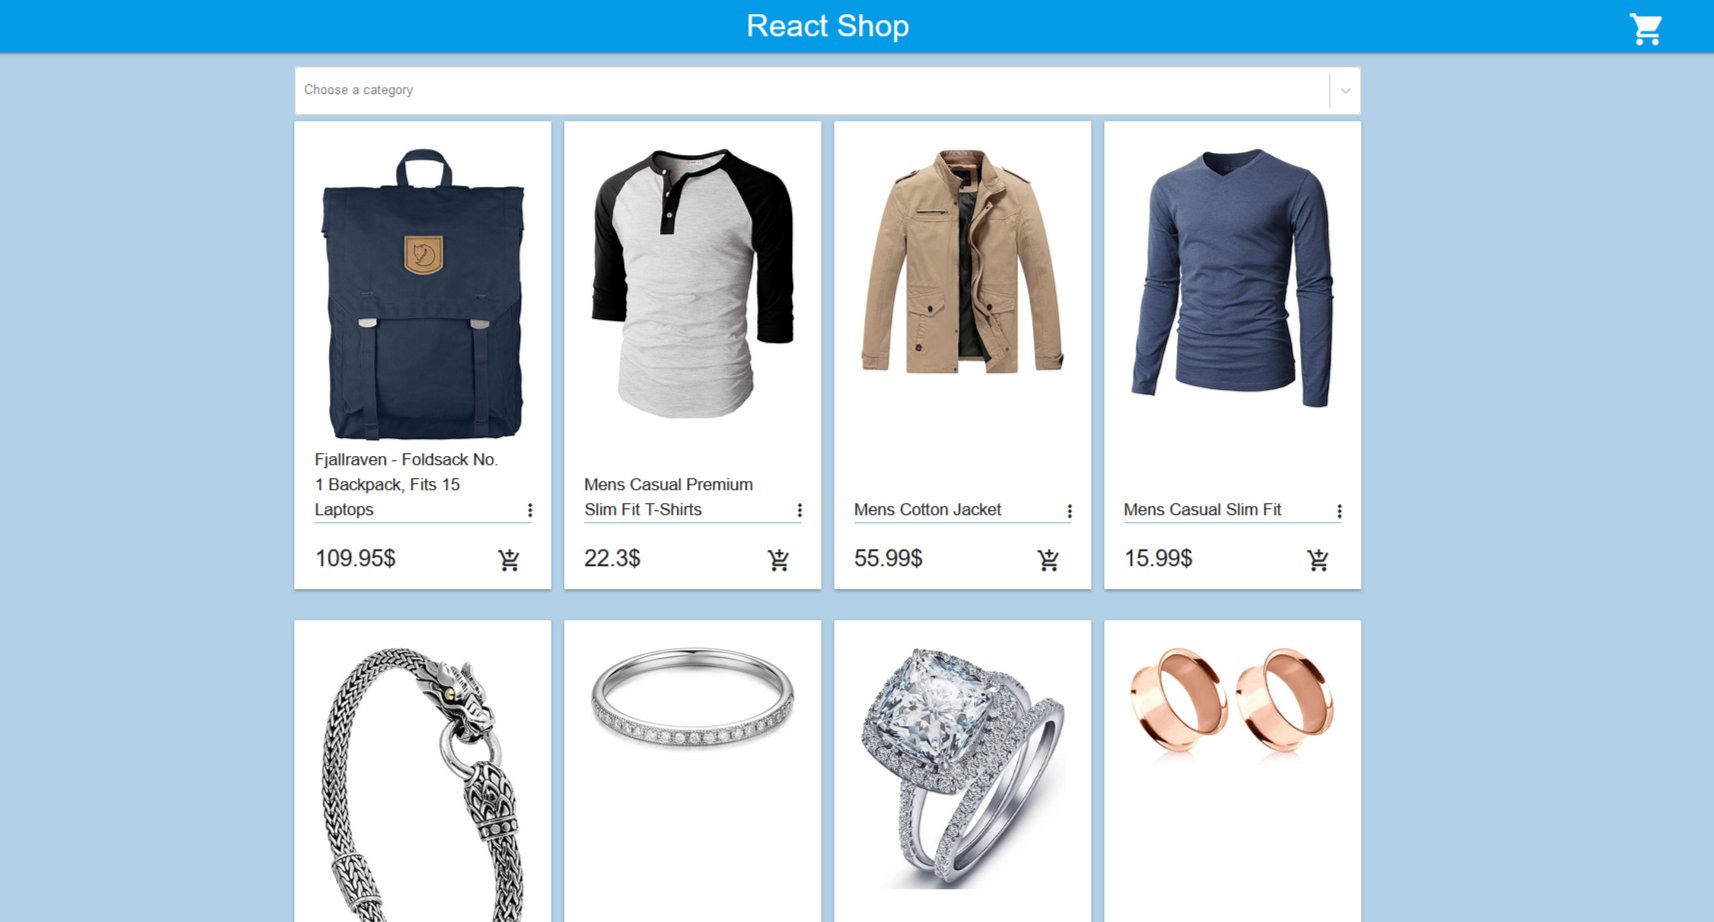 React Shop
Choose a category
Fjallraven - Foldsack No.
1 Backpack, Fits 15
Laptops
109.95$
Mens Casual Premium
Slim Fit T-Shirts
22.3$
Mens Cotton Jacket
55.99$
Mens Casual Slim Fit
15.99$